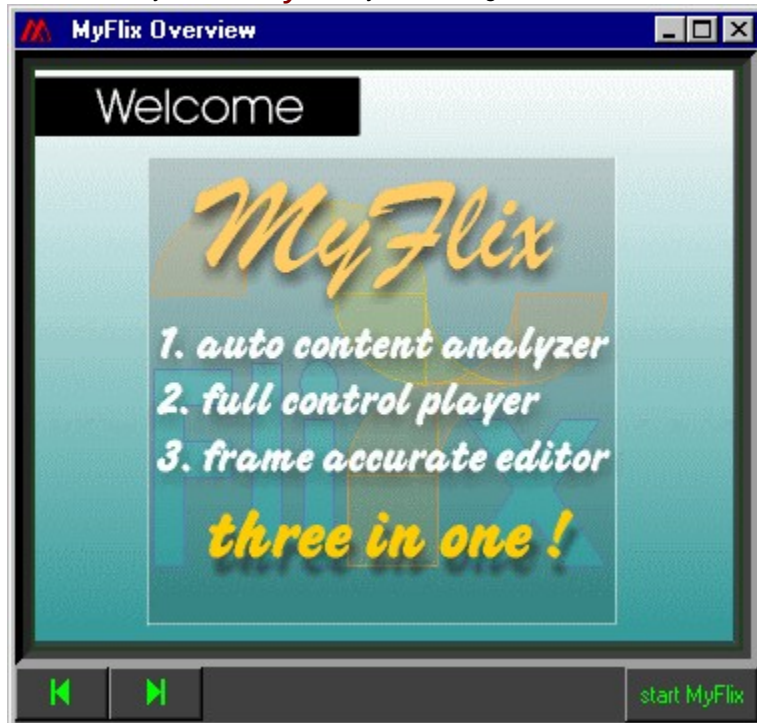 MyFlix Overview
Welcome
MyFlix
1. auto content analyzer
2. full control player
3. frame accurate editor
three in one !
Flix
start MyFlix